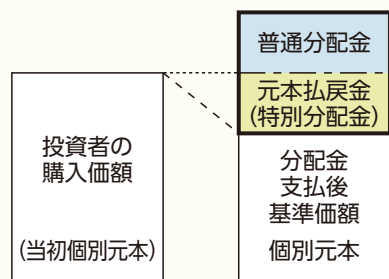 普通分配金
元本払戻金
(特別分配金)
投資者の
購入価額
(当初個別元本)
分配金
支払後
基準価額
個別元本